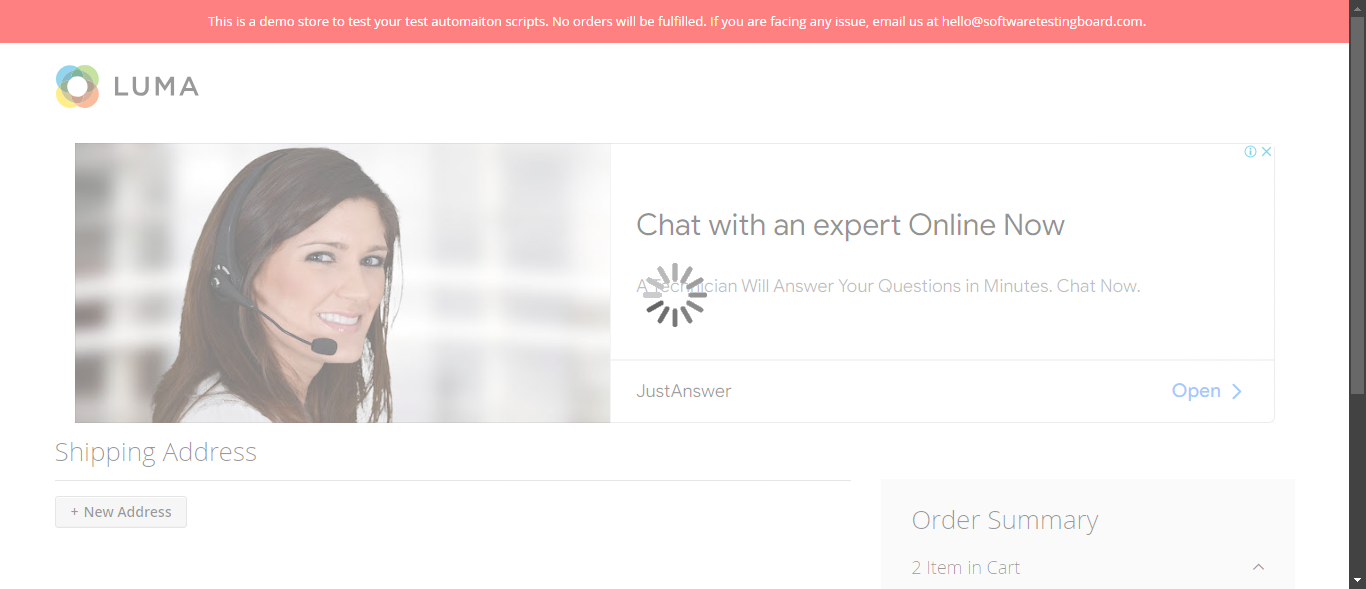 This is a demo store to test your test automaiton scripts. No orders will be fulfilled. If you are facing any issue, email us at hello@softwaretestingboard.com.
LUMA
Chat with an expert Online Now
A Technician Will Answer Your Questions in Minutes. Chat Now.
JustAnswer
Open
Shipping Address
+ New Address
Order Summary
2 Item in Cart